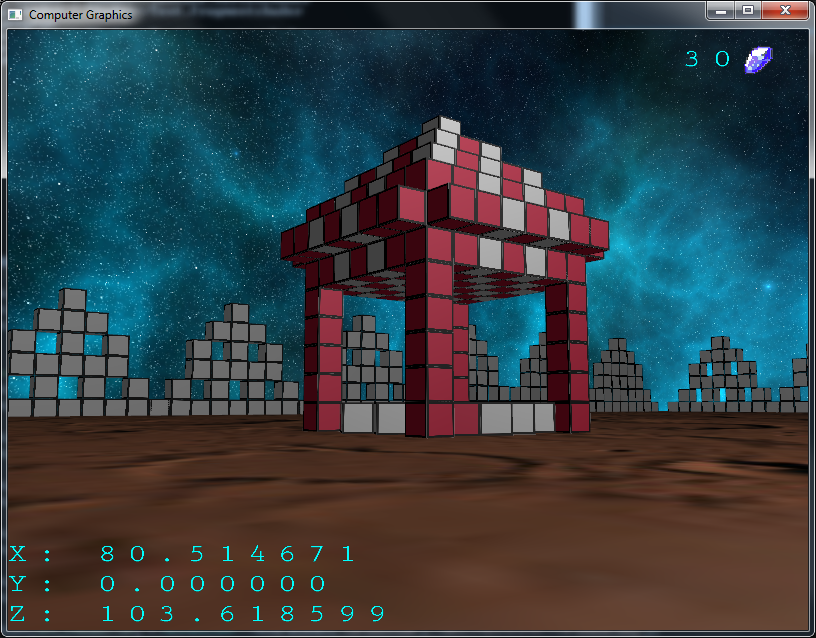 Computer Graphics
3 0
X : 8 0 . 5 1 4 6 7 1
Y : 0 . 0 0 0 0 0 0
Z : 1 0 3 . 6 1 8 5 9 9